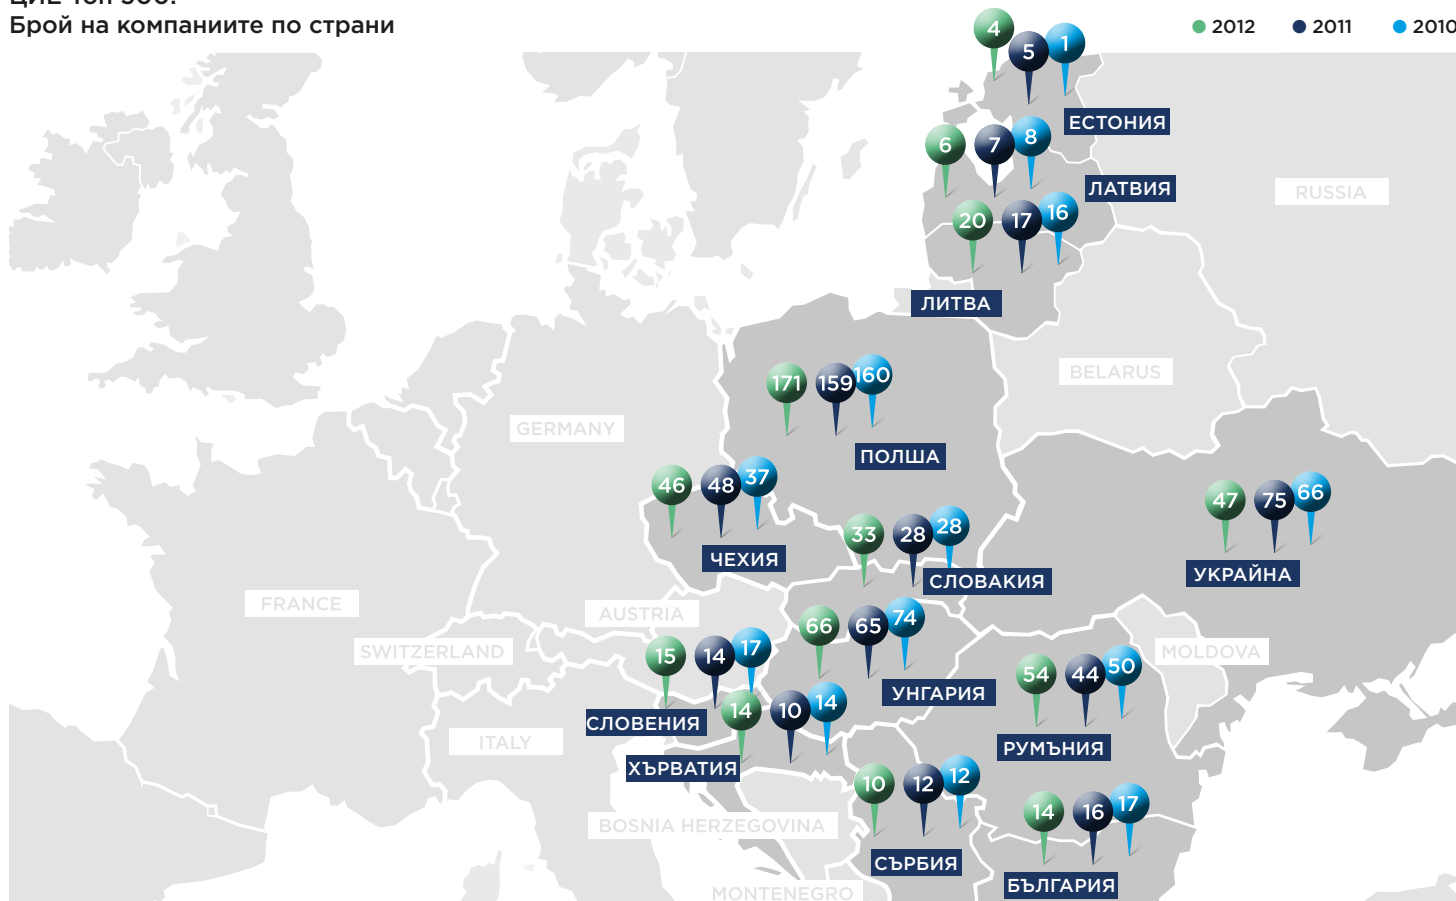 ЦИЕ Топ 500:
Брой на компаниите по страни
2012 2011 2010
4 5 1
ЕСТОНИЯ
6 7 8
ЛАТВИЯ
RUSSIA
20 17 16
ЛИТВА
BELARUS
171 159 160
ПОЛША
GERMANY
46 48 37
ЧЕХИЯ
33 28 28
СЛОВАКИЯ
47 75 66
УКРАЙНА
FRANCE
AUSTRIA
SWITZERLAND
66 65 74
УНГАРИЯ
MOLDOVA
15 14 17
СЛОВЕНИЯ
54 44 50
РУМЪНИЯ
ITALY
14 10 14
ХЪРВАТИЯ
10 12 12
СЪРБИЯ
14 16 17
БЪЛГАРИЯ
BOSNIA HERZEGOVINA
MONTENEGRO